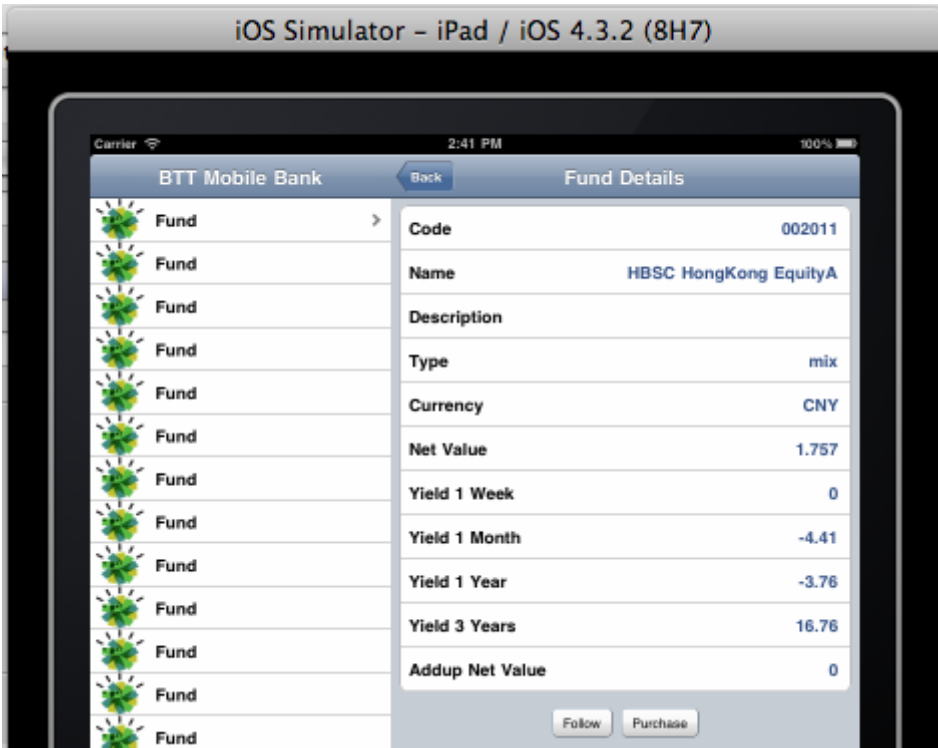 iOS Simulator – iPad / iOS 4.3.2 (8H7)
Carrier 2:41 PM 100%
BTT Mobile Bank
Back Fund Details
Fund
Fund
Fund
Fund
Fund
Fund
Fund
Fund
Fund
Fund
Fund
Fund
Fund
Code 002011
Name HBSC HongKong EquityA
Description
Type mix
Currency CNY
Net Value 1.757
Yield 1 Week 0
Yield 1 Month -4.41
Yield 1 Year -3.76
Yield 3 Years 16.76
Addup Net Value 0
Follow Purchase